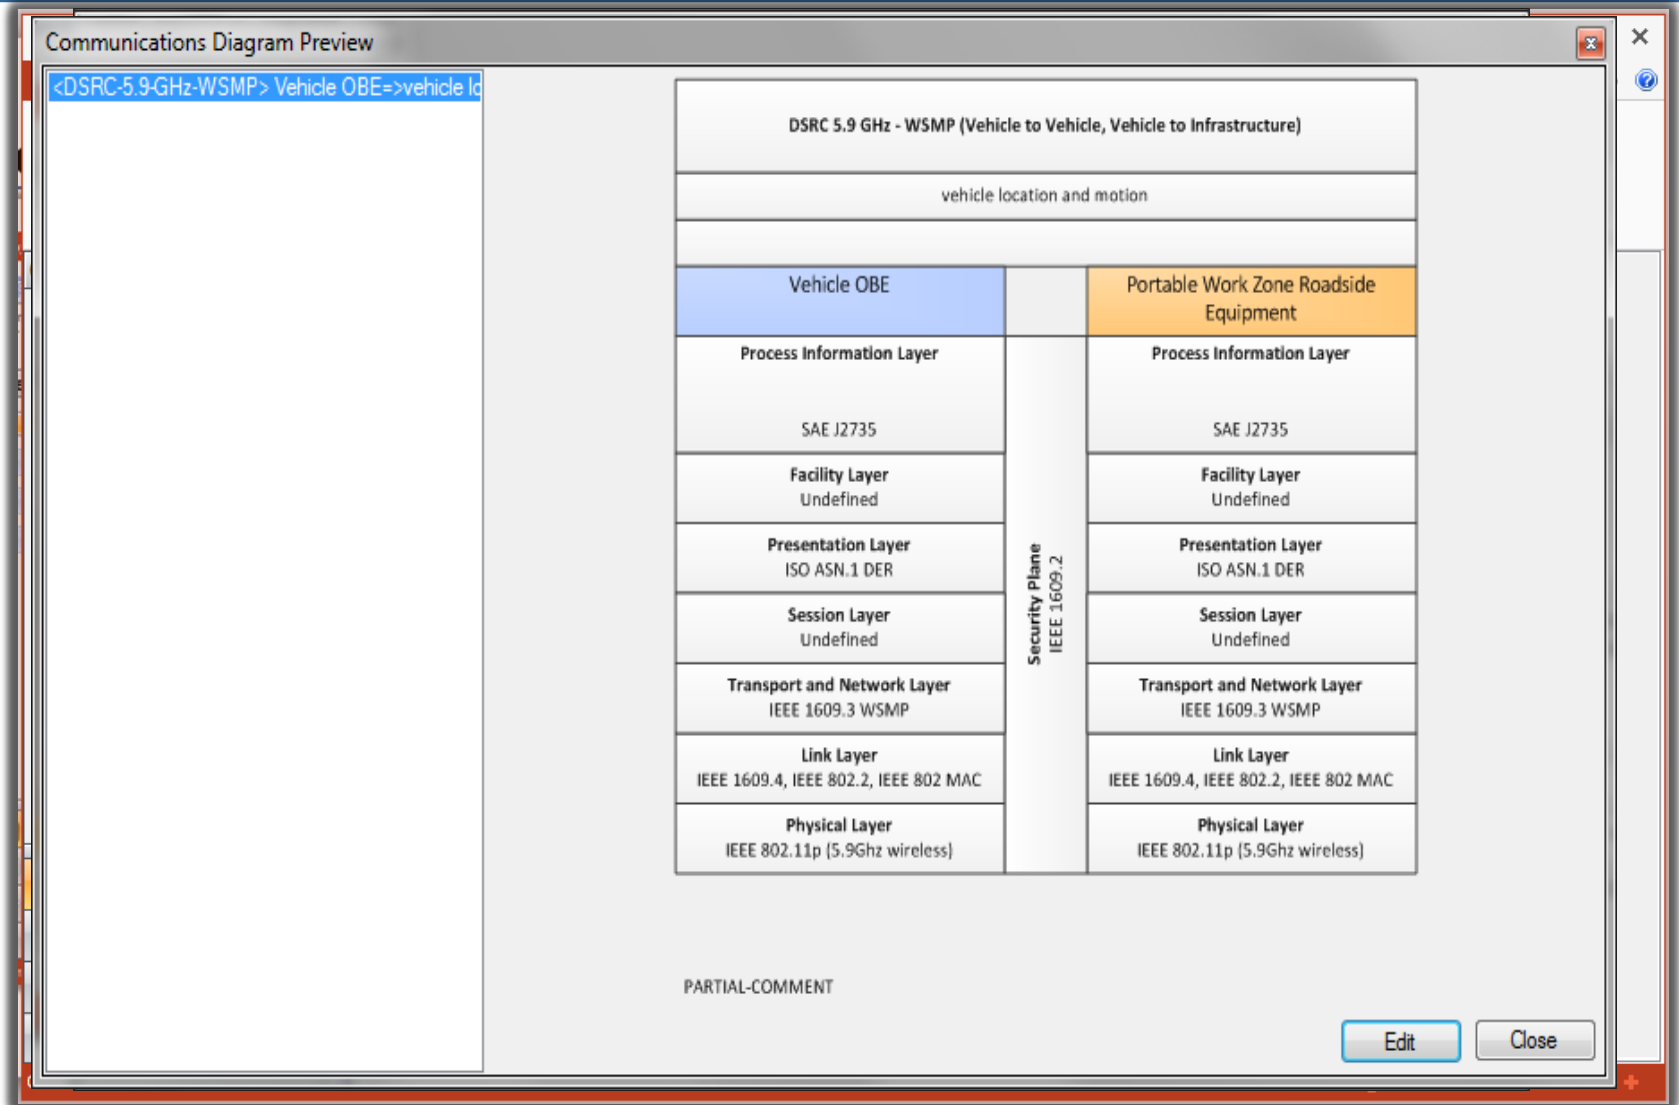 Communications Diagram Preview
<DSRC-5.9-GHz-WSMP> Vehicle OBE=>vehicle lo
DSRC 5.9 GHz - WSMP (Vehicle to Vehicle, Vehicle to Infrastructure)
vehicle location and motion
Vehicle OBE
Portable Work Zone Roadside
Equipment
Process Information Layer
SAE J2735
Facility Layer
Undefined
Presentation Layer
ISO ASN.1 DER
Session Layer
Undefined
Transport and Network Layer
IEEE 1609.3 WSMP
Link Layer
IEEE 1609.4, IEEE 802.2, IEEE 802 MAC
Physical Layer
IEEE 802.11p (5.9Ghz wireless)
Security Plane
IEEE 1609.2
Process Information Layer
SAE J2735
Facility Layer
Undefined
Presentation Layer
ISO ASN.1 DER
Session Layer
Undefined
Transport and Network Layer
IEEE 1609.3 WSMP
Link Layer
IEEE 1609.4, IEEE 802.2, IEEE 802 MAC
Physical Layer
IEEE 802.11p (5.9Ghz wireless)
PARTIAL-COMMENT
Edit
Close